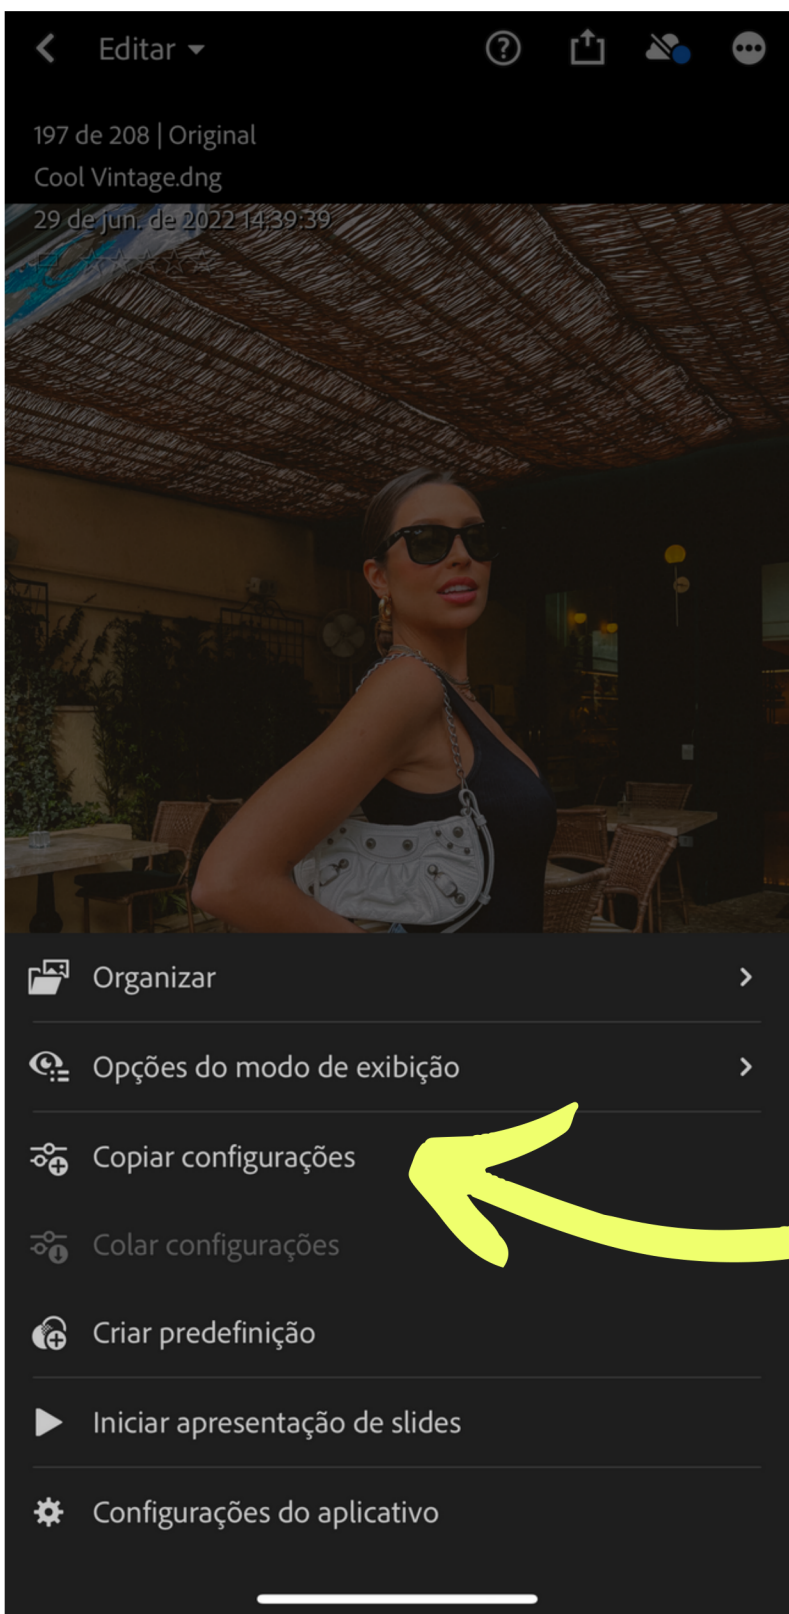 Editar
197 de 208 | Original
Cool Vintage.dng
29 de jun. de 2022 14:39:39
Organizar
Opções do modo de exibição
Copiar configurações
Colar configurações
Criar predefinição
Iniciar apresentação de slides
Configurações do aplicativo